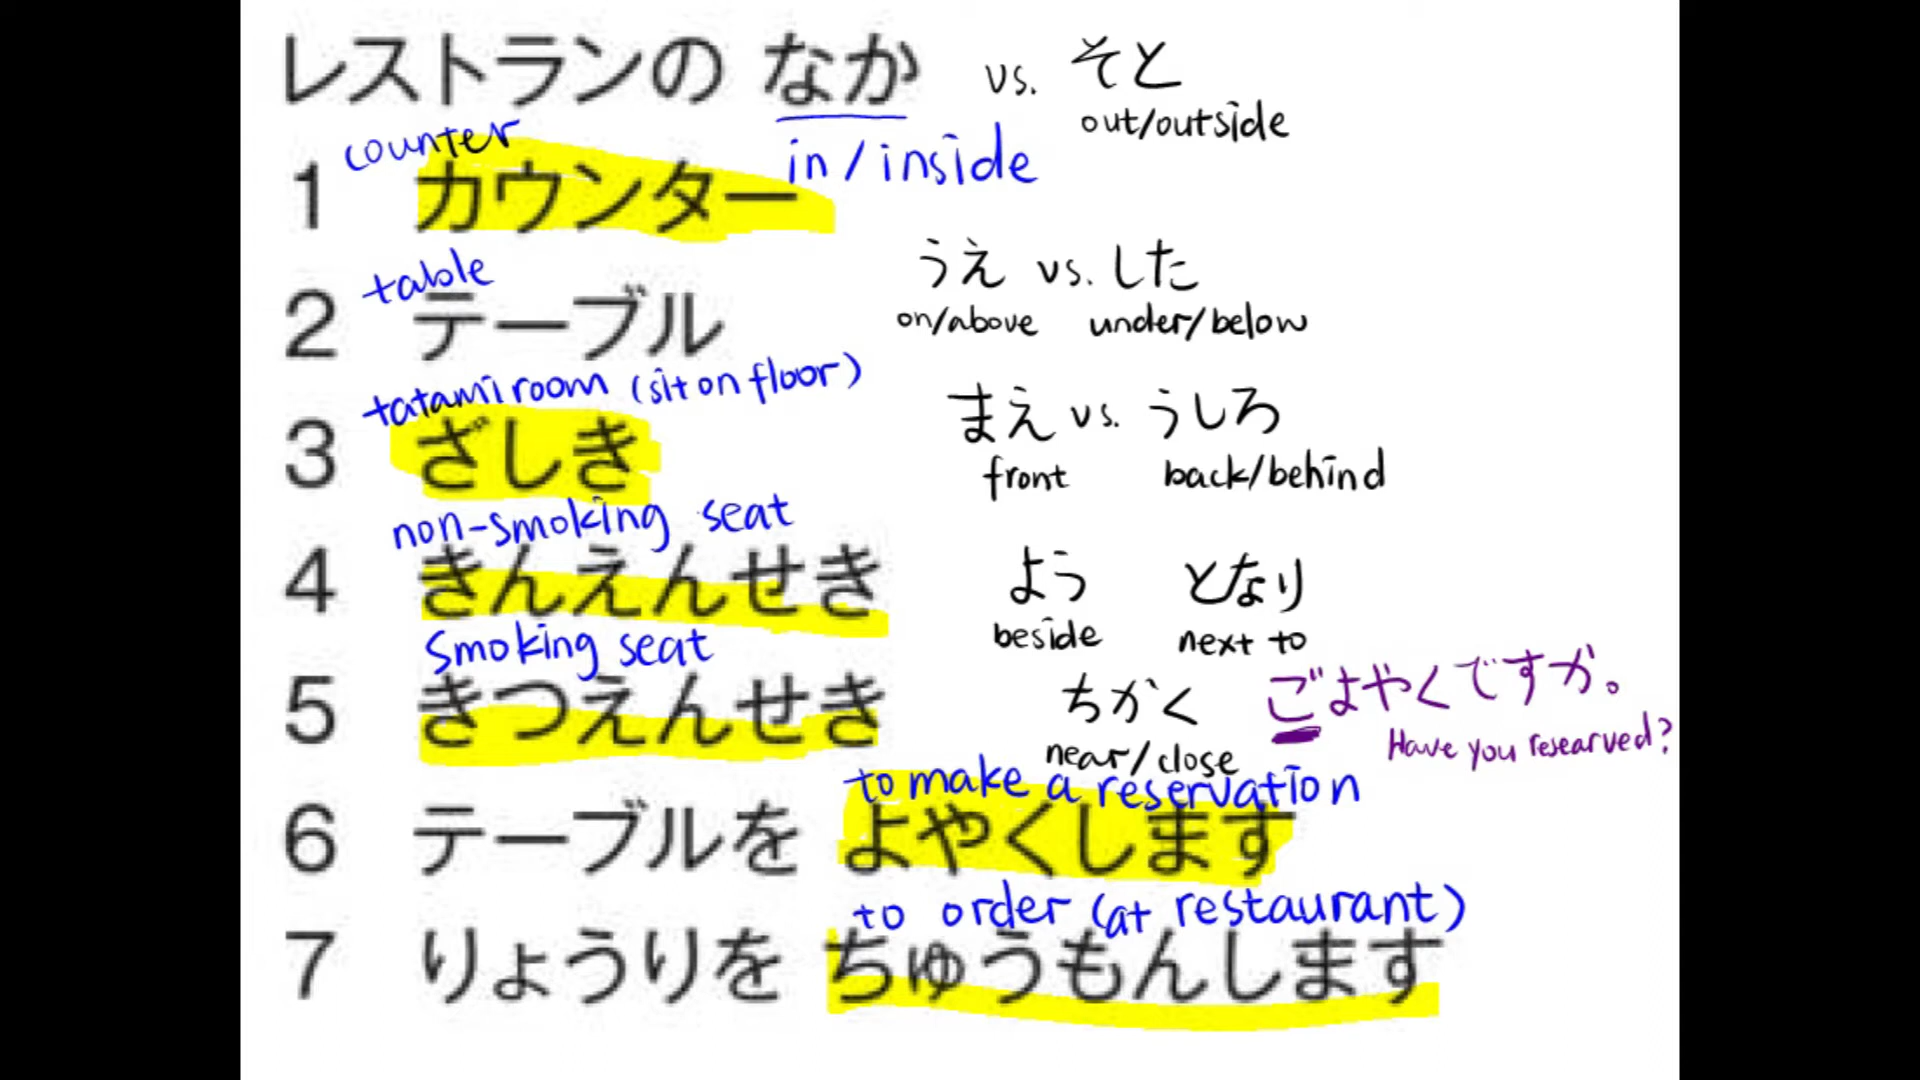 レストランの なか vs. そと
out/outside
in/inside
counter
1 カウンター
table
2 テーブル
うえ vs. した
on/above under/below
tatami room (sit on floor)
3 ざしき
まえ vs. うしろ
front back/behind
non-smoking seat
4 きんえんせき
よう となり
beside next to
smoking seat
5 きつえんせき
ちかく
near/close
ごよやくですか。
Have you researved?
to make a reservation
6 テーブルを よやくします
to order (at restaurant)
7 りょうりを ちゅうもんします